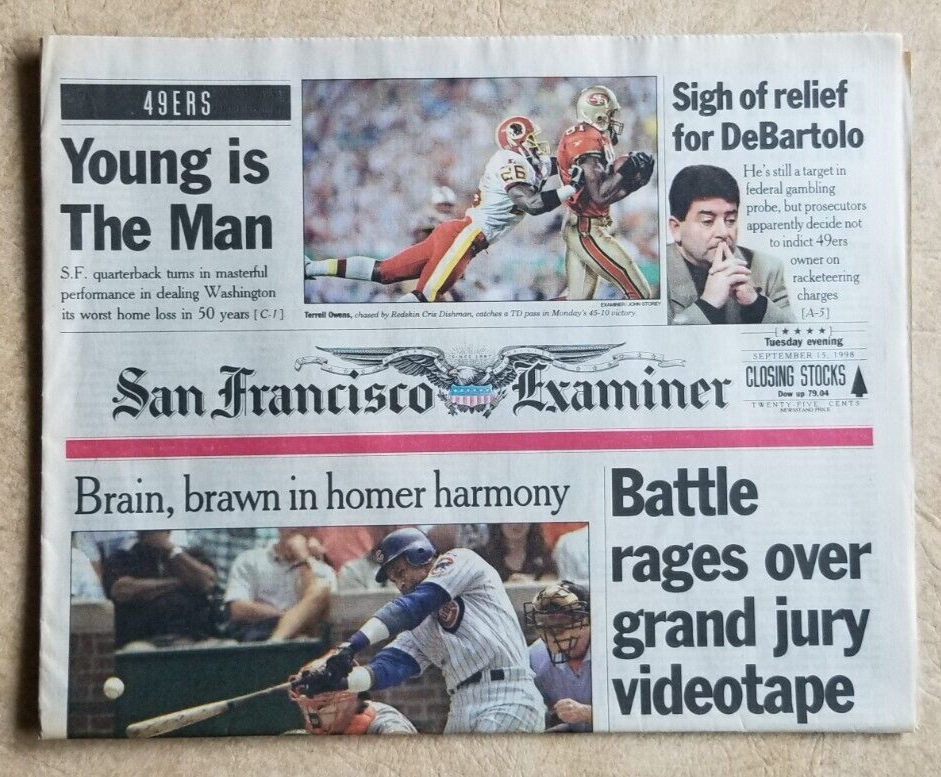 49ERS
Young is
The Man
S.F. quarterback turns in masterful
performance in dealing Washington
its worst home loss in 50 years [C-1]
26
81
EXAMINER/JOHN STOREY
Terrell Owens, chased by Redskin Cris Dishman, catches a TD pass in Monday's 45-10 victory.
Sigh of relief
for DeBartolo
He's still a target in
federal gambling
probe, but prosecutors
apparently decide not
to indict 49ers
owner on
racketeering
charges
[A-5]
San Francisco Examiner
Tuesday evening
SEPTEMBER 15, 1998
CLOSING STOCKS
Dow up 79.04
TWENTY-FIVE CENTS
NEWSSTAND PRICE
Brain, brawn in homer harmony
Battle
rages over
grand jury
videotape